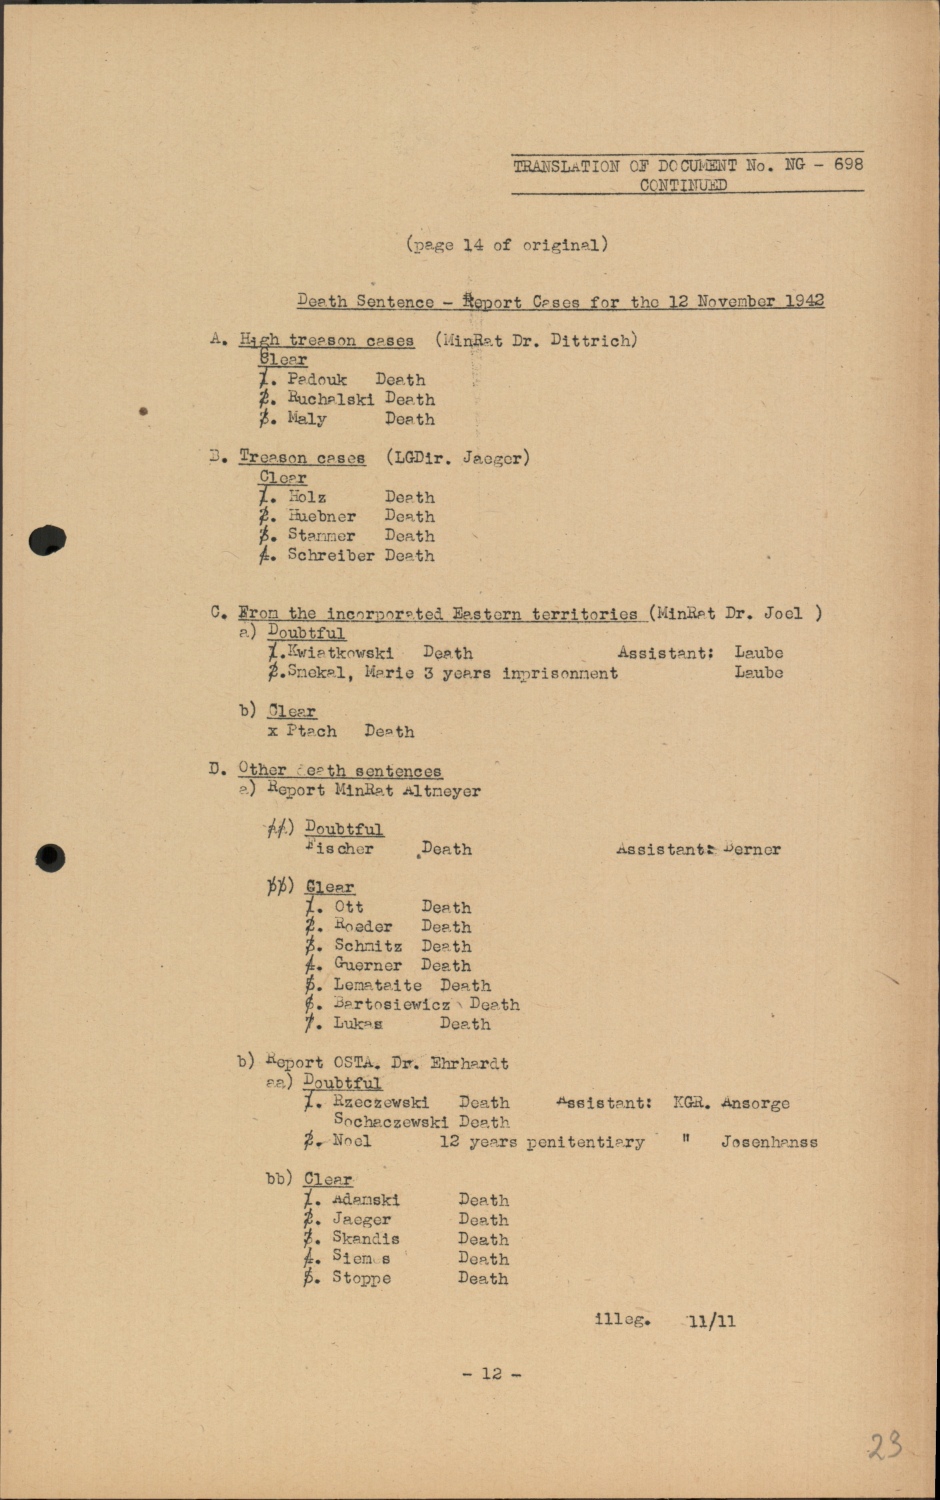 TRANSLATION OF DOCUMENT No. NG - 698
CONTINUED
(page 14 of original)
Death Sentence - Report Cases for the 12 November 1942
A. High treason cases (MinRat Dr. Dittrich)
Clear
1. Padouk Death
2. Ruchalski Death
3. Maly Death
B. Treason cases (LGDir. Jaeger)
Clear
1. Holz Death
2. Huebner Death
3. Stammer Death
4. Schreiber Death
C. From the incorporated Eastern territories (MinRat Dr. Joel )
a) Doubtful
1.Kwiatkowski Death Assistant: Laube
2.Smekal, Marie 3 years inprisonment Laube
b) Clear
x Ptach Death
D. Other death sentences
a) Report MinRat Altmeyer
//) Doubtful
Fischer .Death Assistant: Berner
bb) Clear
1. Ott Death
2. Roeder Death
3. Schmitz Death
4. Guerner Death
5. Lemataite Death
6. Bartosiewicz Death
7. Lukas Death
b) Report OSTA. Dr. Ehrhardt
aa) Doubtful
1. Rzeczewski Death Assistant: KGR. Ansorge
Sochaczewski Death
2. Noel 12 years penitentiary " Josenhanss
bb) Clear
1. Adamski Death
2. Jaeger Death
3. Skandis Death
4. Siemes Death
5. Stoppe Death
illeg. 11/11
- 12 -
23